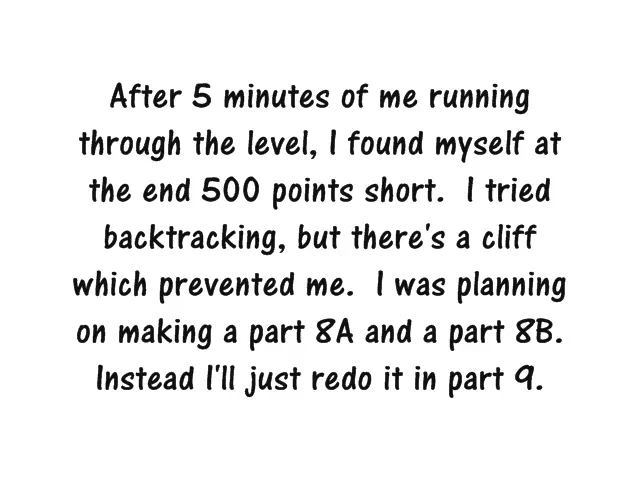 After 5 minutes of me running
through the level, I found myself at
the end 500 points short.  I tried
backtracking, but there's a cliff
which prevented me.  I was planning
on making a part 8A and a part 8B.
Instead I'll just redo it in part 9.